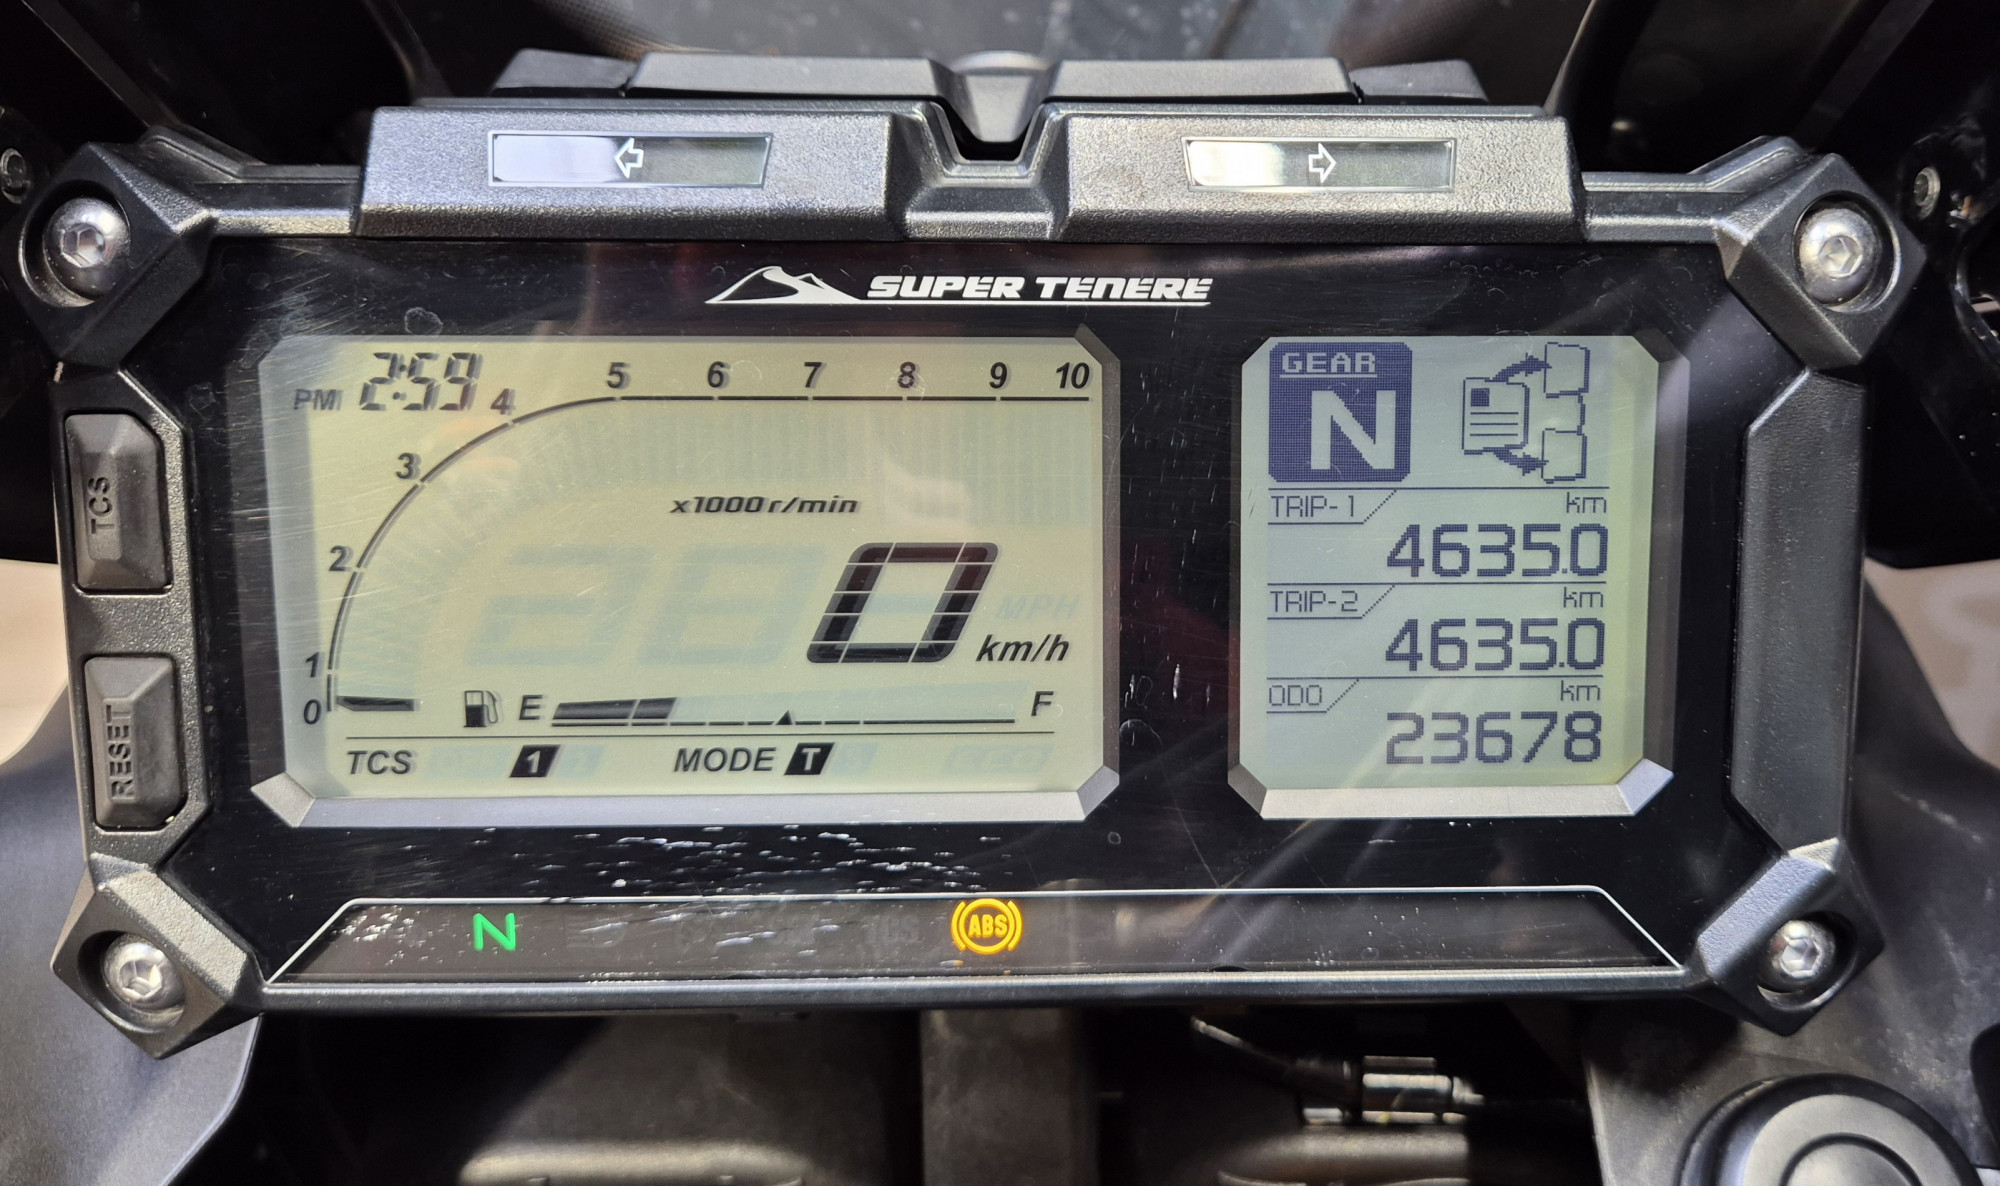 SUPER TENERE
PM 2:59
0 1 2 3 4 5 6 7 8 9 10
x1000 r/min
0
MPH
km/h
E F
TCS 1 MODE T
GEAR
N
TRIP-1 km
4635.0
TRIP-2 km
4635.0
ODO km
23678
TCS
RESET
N
ABS